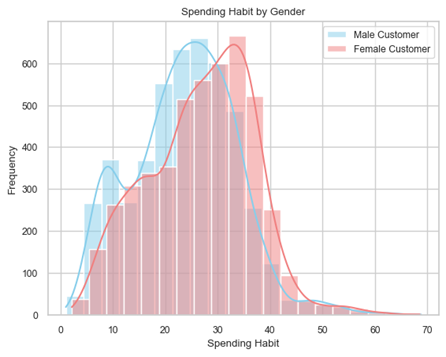 Spending Habit by Gender
Male Customer
Female Customer
Frequency
600
500
400
300
200
100
0
0 10 20 30 40 50 60 70
Spending Habit